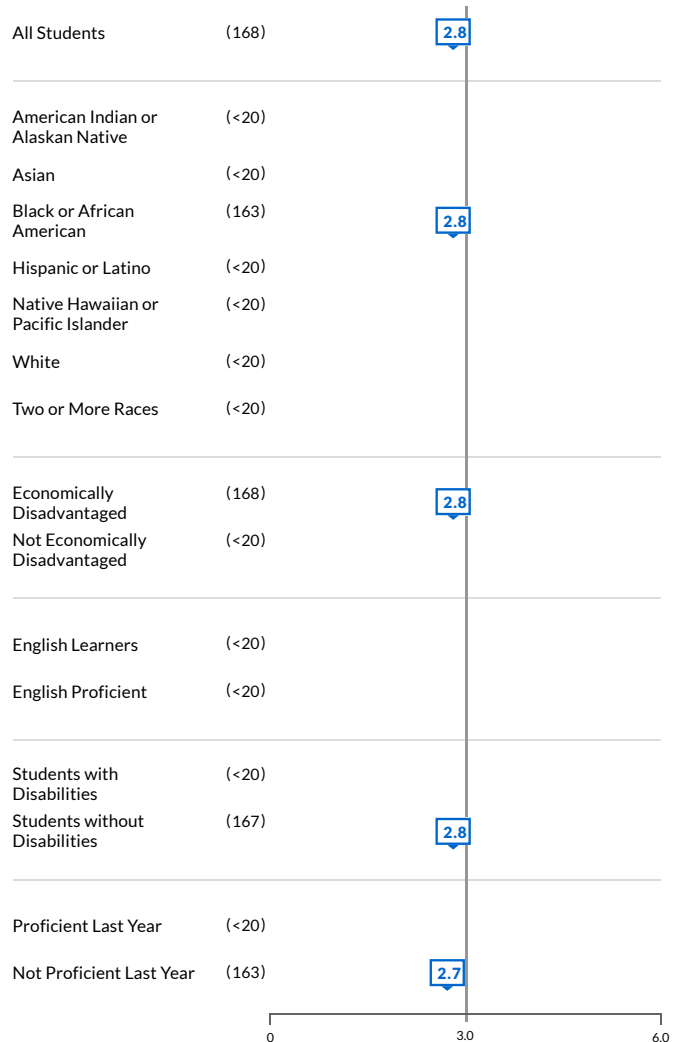 All Students (168) 2.8
American Indian or
Alaskan Native (<20)
Asian (<20)
Black or African
American (163) 2.8
Hispanic or Latino (<20)
Native Hawaiian or
Pacific Islander (<20)
White (<20)
Two or More Races (<20)
Economically
Disadvantaged (168) 2.8
Not Economically
Disadvantaged (<20)
English Learners (<20)
English Proficient (<20)
Students with
Disabilities (<20)
Students without
Disabilities (167) 2.8
Proficient Last Year (<20)
Not Proficient Last Year (163) 2.7
0 3.0 6.0